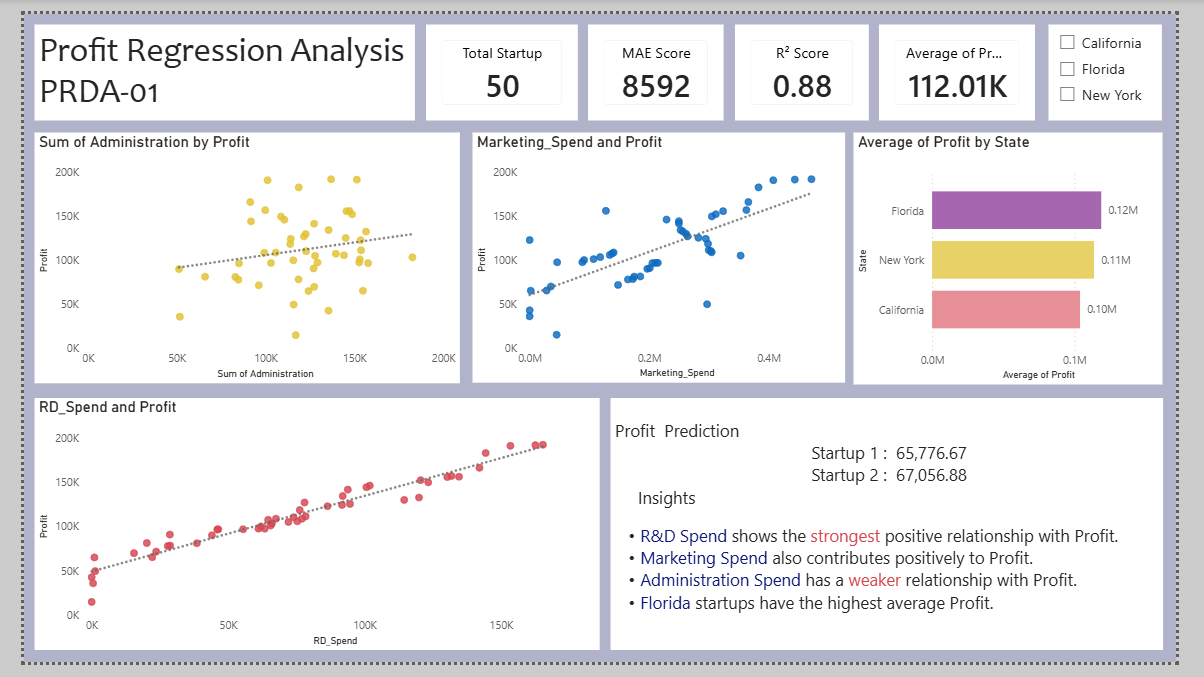 Profit Regression Analysis
PRDA-01
Total Startup
50
MAE Score
8592
R² Score
0.88
Average of Pr...
112.01K
California
Florida
New York
Sum of Administration by Profit
200K
150K
100K
50K
0K
Profit
0K 50K 100K 150K 200K
Sum of Administration
Marketing_Spend and Profit
200K
150K
100K
50K
0K
Profit
0.0M 0.2M 0.4M
Marketing_Spend
Average of Profit by State
State
Florida 0.12M
New York 0.11M
California 0.10M
0.0M 0.1M
Average of Profit
RD_Spend and Profit
200K
150K
100K
50K
0K
Profit
0K 50K 100K 150K
RD_Spend
Profit Prediction
Startup 1 : 65,776.67
Startup 2 : 67,056.88
Insights
• R&D Spend shows the strongest positive relationship with Profit.
• Marketing Spend also contributes positively to Profit.
• Administration Spend has a weaker relationship with Profit.
• Florida startups have the highest average Profit.